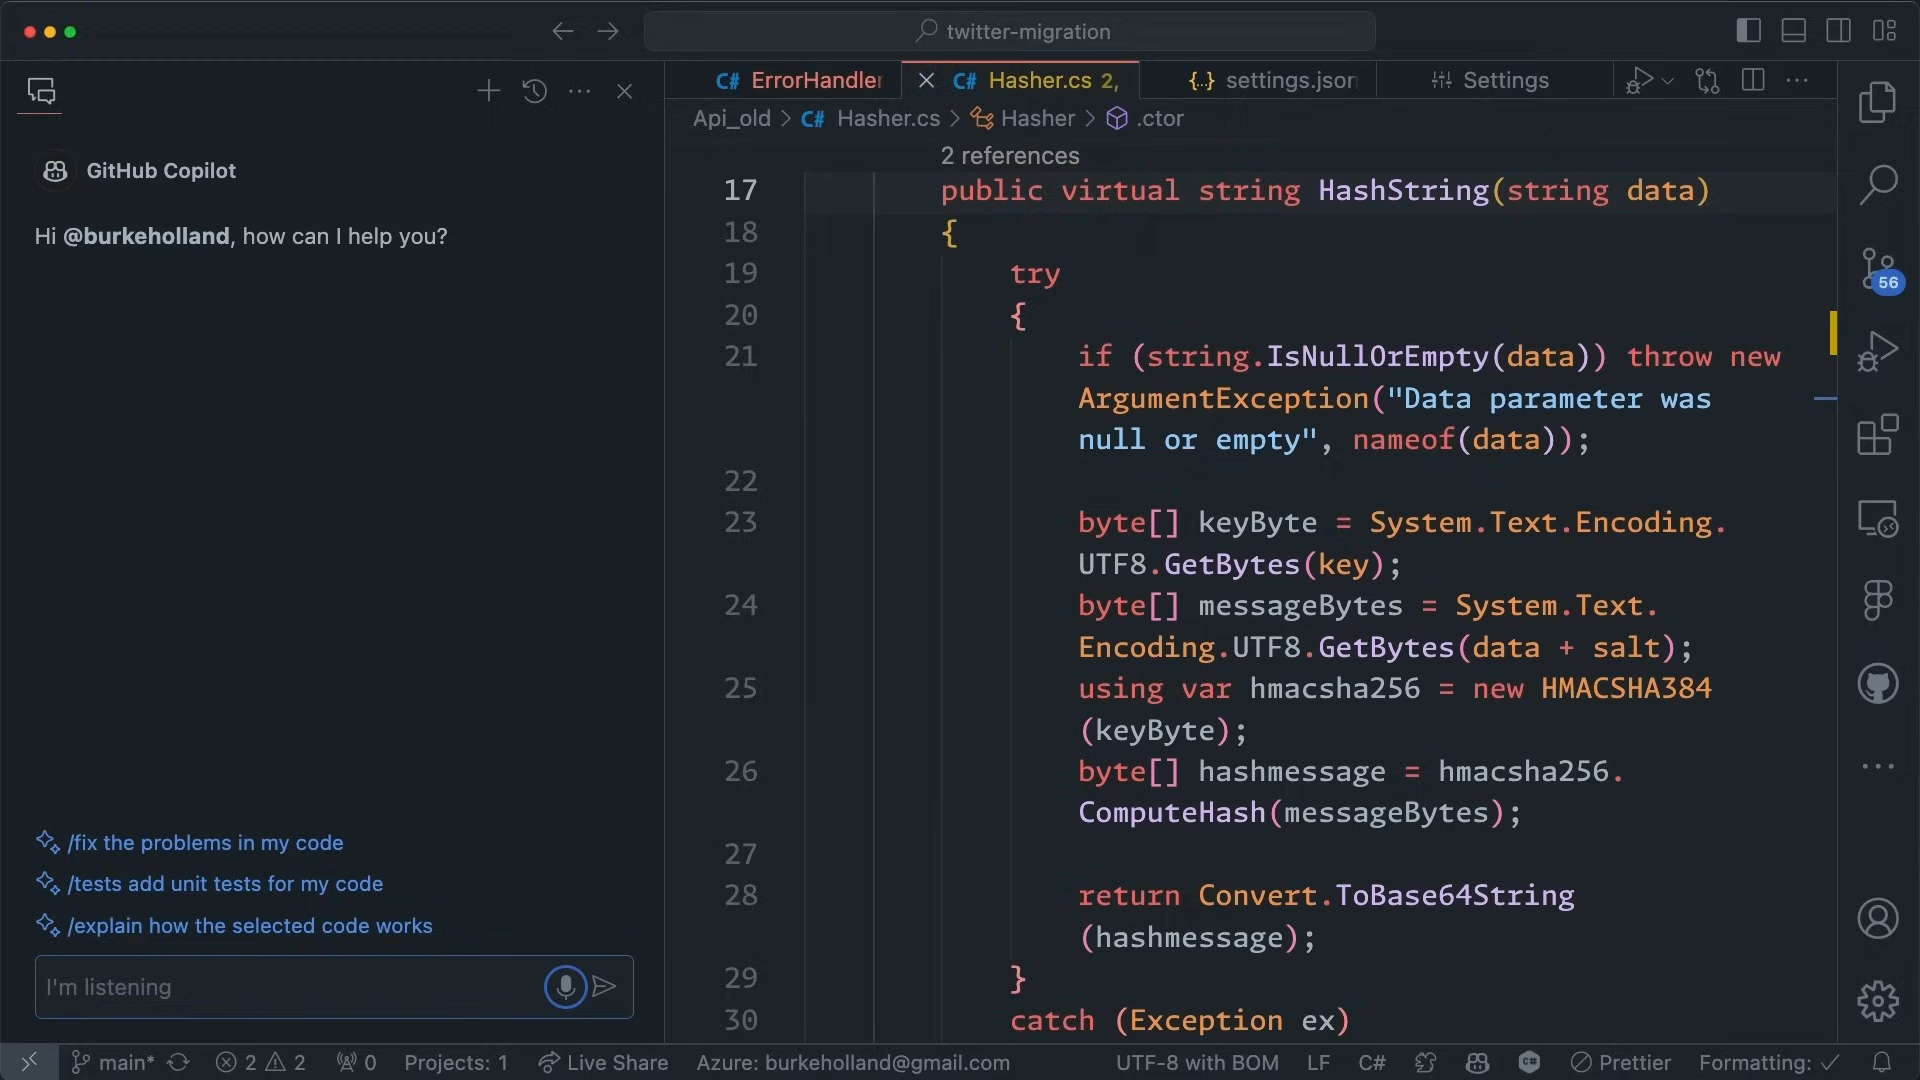 twitter-migration
C# ErrorHandler
C# Hasher.cs 2,
{..} settings.json
Settings
Api_old > C# Hasher.cs > Hasher > .ctor
GitHub Copilot
Hi @burkeholland, how can I help you?
/fix the problems in my code
/tests add unit tests for my code
/explain how the selected code works
I'm listening
2 references
17 public virtual string HashString(string data)
18 {
19 try
20 {
21 if (string.IsNullOrEmpty(data)) throw new
ArgumentException("Data parameter was
null or empty", nameof(data));
22
23 byte[] keyByte = System.Text.Encoding.
UTF8.GetBytes(key);
24 byte[] messageBytes = System.Text.
Encoding.UTF8.GetBytes(data + salt);
25 using var hmacsha256 = new HMACSHA384
(keyByte);
26 byte[] hashmessage = hmacsha256.
ComputeHash(messageBytes);
27
28 return Convert.ToBase64String
(hashmessage);
29 }
30 catch (Exception ex)
56
main* 2 2 0 Projects: 1 Live Share Azure: burkeholland@gmail.com UTF-8 with BOM LF C# Prettier Formatting: ✓